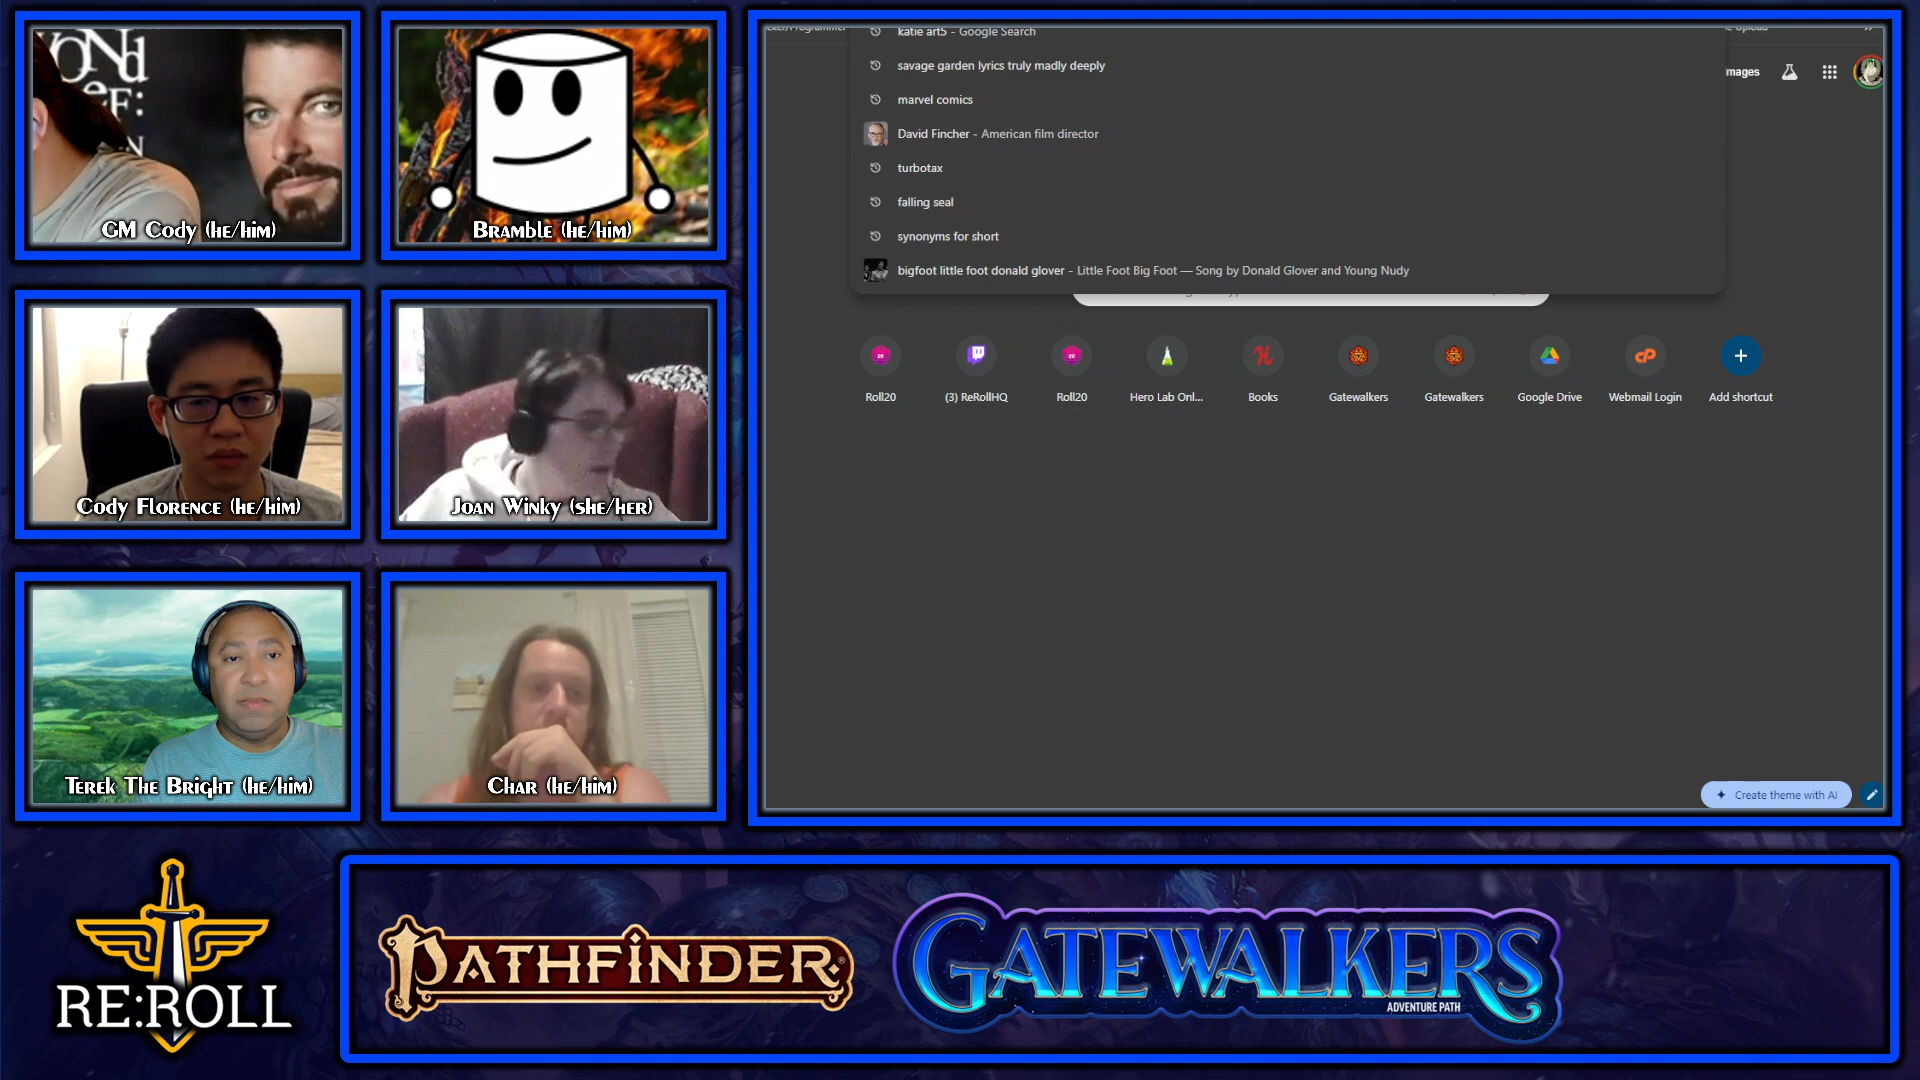 YOND
EF:
N
GM Cody (he/him)
Bramble (he/him)
Cody Florence (he/him)
Joan Winky (she/her)
Terek The Bright (he/him)
Char (he/him)
katie art5 - Google Search
savage garden lyrics truly madly deeply
marvel comics
David Fincher - American film director
turbotax
falling seal
synonyms for short
bigfoot little foot donald glover - Little Foot Big Foot — Song by Donald Glover and Young Nudy
mages
Roll20
(3) ReRollHQ
Roll20
Hero Lab Onl...
Books
Gatewalkers
Gatewalkers
Google Drive
Webmail Login
Add shortcut
Create theme with AI
RE:ROLL
PATHFINDER®
GATEWALKERS
ADVENTURE PATH